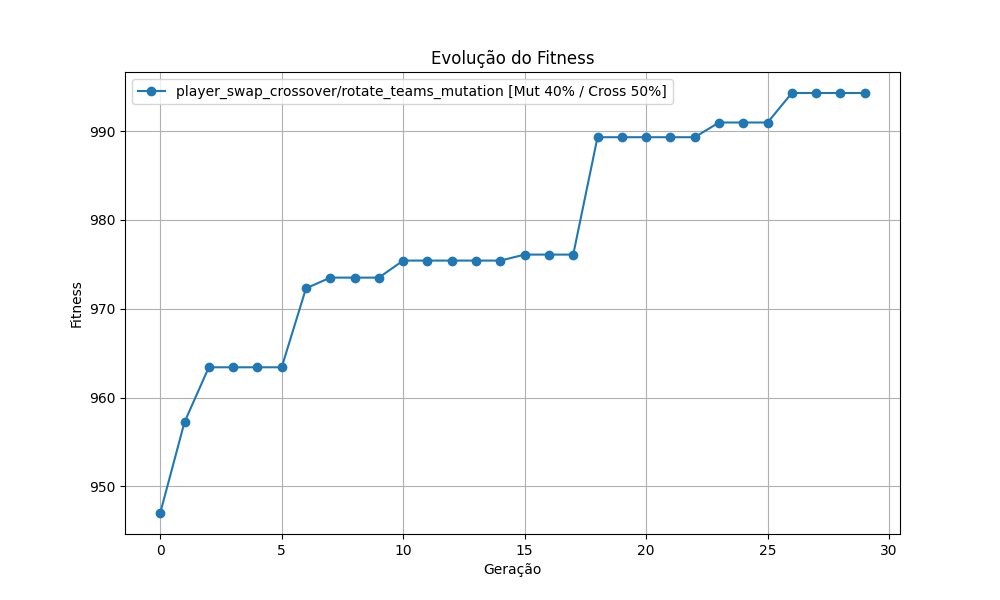 Evolução do Fitness
player_swap_crossover/rotate_teams_mutation [Mut 40% / Cross 50%]
Fitness
990
980
970
960
950
0 5 10 15 20 25 30
Geração